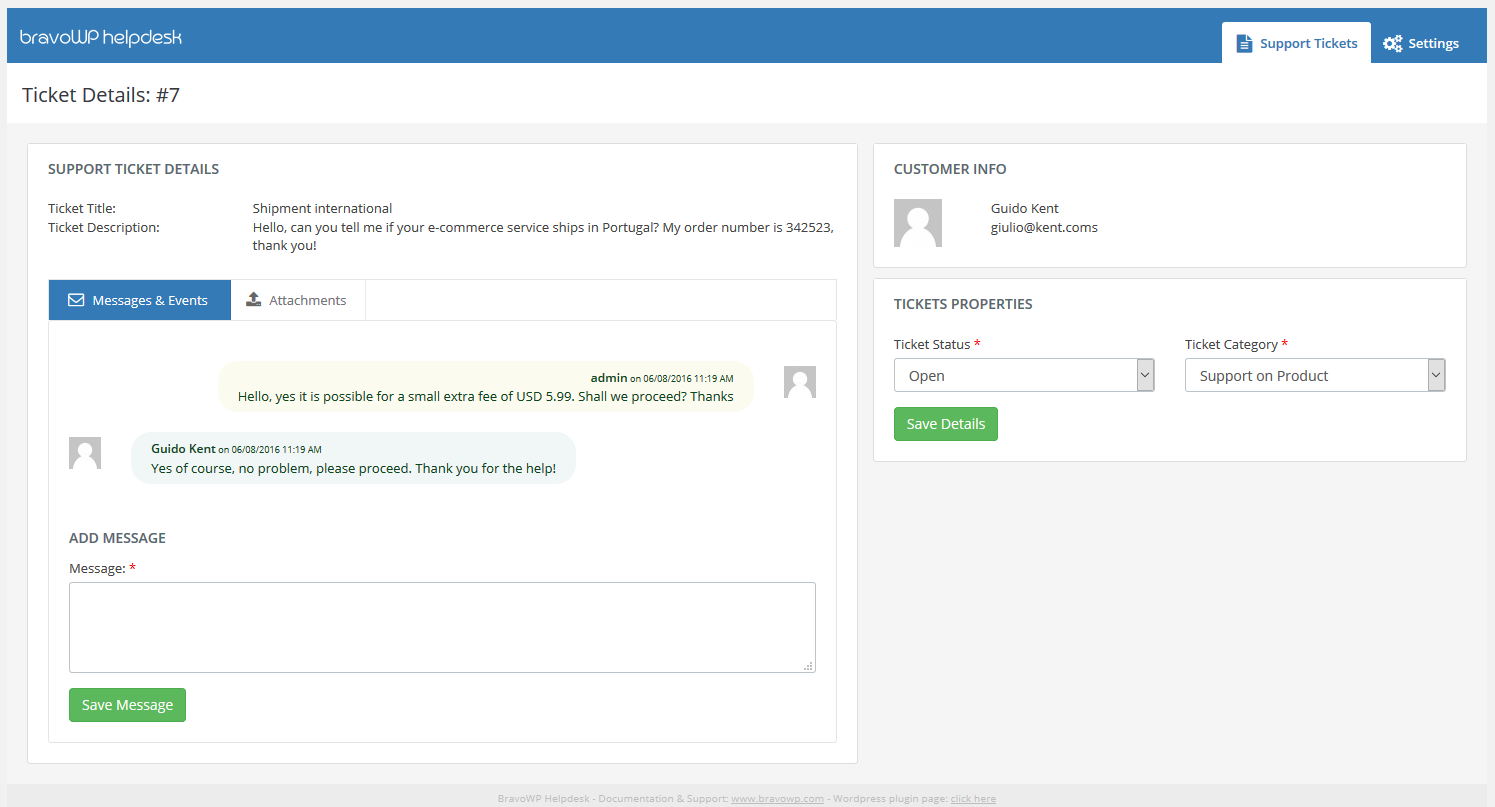 bravoWP helpdesk
Support Tickets
Settings
Ticket Details: #7
SUPPORT TICKET DETAILS
Ticket Title: Shipment international
Ticket Description: Hello, can you tell me if your e-commerce service ships in Portugal? My order number is 342523,
thank you!
Messages & Events
Attachments
admin on 06/08/2016 11:19 AM
Hello, yes it is possible for a small extra fee of USD 5.99. Shall we proceed? Thanks
Guido Kent on 06/08/2016 11:19 AM
Yes of course, no problem, please proceed. Thank you for the help!
ADD MESSAGE
Message: *
Save Message
CUSTOMER INFO
Guido Kent
giulio@kent.coms
TICKETS PROPERTIES
Ticket Status *
Open
Ticket Category *
Support on Product
Save Details
BravoWP Helpdesk - Documentation & Support: www.bravowp.com - Wordpress plugin page: click here